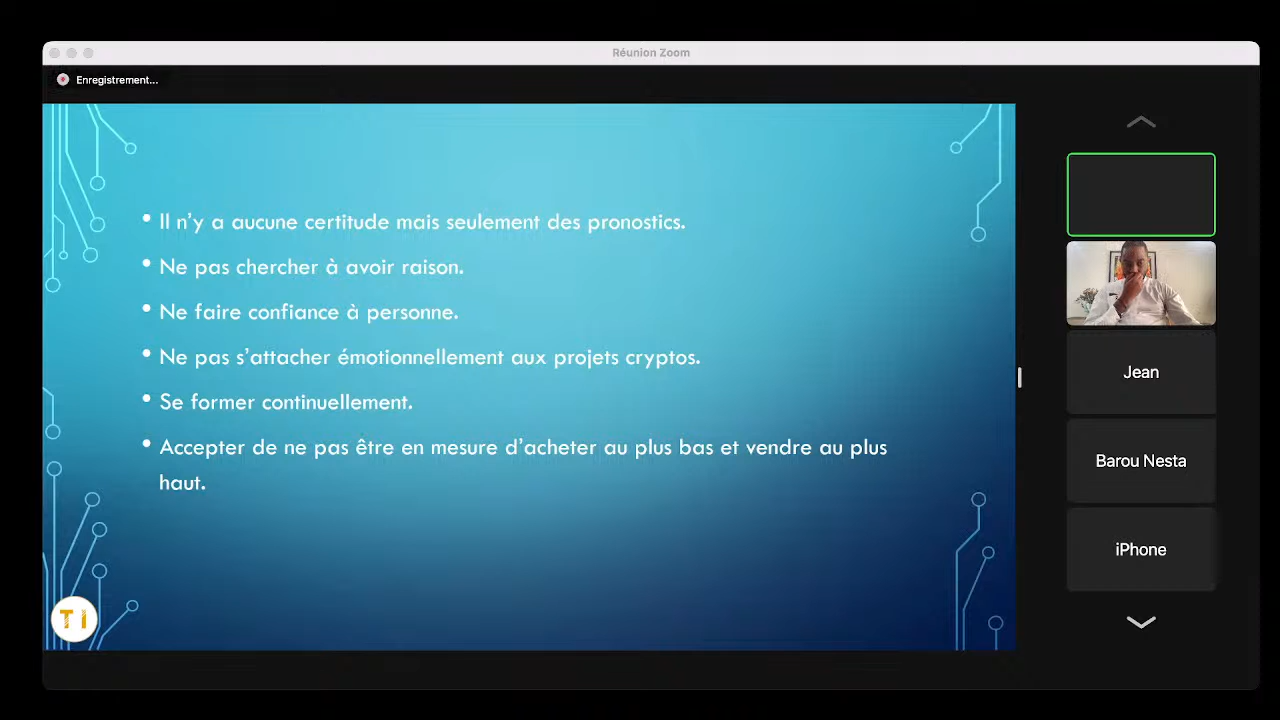 Réunion Zoom
Enregistrement...
• Il n'y a aucune certitude mais seulement des pronostics.
• Ne pas chercher à avoir raison.
• Ne faire confiance à personne.
• Ne pas s'attacher émotionnellement aux projets cryptos.
• Se former continuellement.
• Accepter de ne pas être en mesure d'acheter au plus bas et vendre au plus
haut.
T I
Jean
Barou Nesta
iPhone